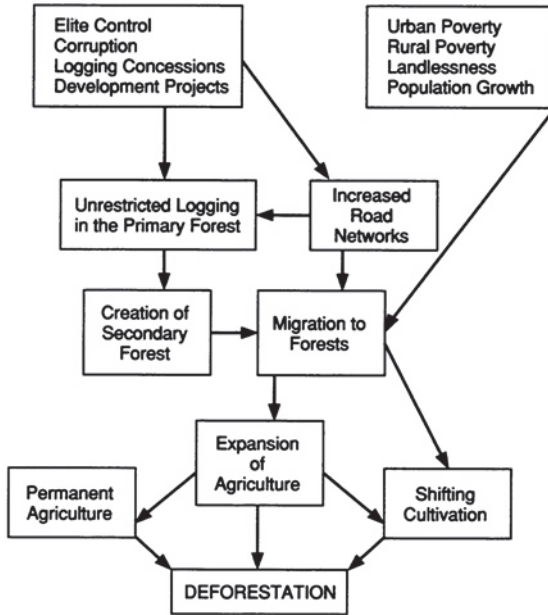 Elite Control
Corruption
Logging Concessions
Development Projects
Urban Poverty
Rural Poverty
Landlessness
Population Growth
Unrestricted Logging
in the Primary Forest
Increased
Road
Networks
Creation of
Secondary
Forest
Migration to
Forests
Expansion
of
Agriculture
Permanent
Agriculture
Shifting
Cultivation
DEFORESTATION